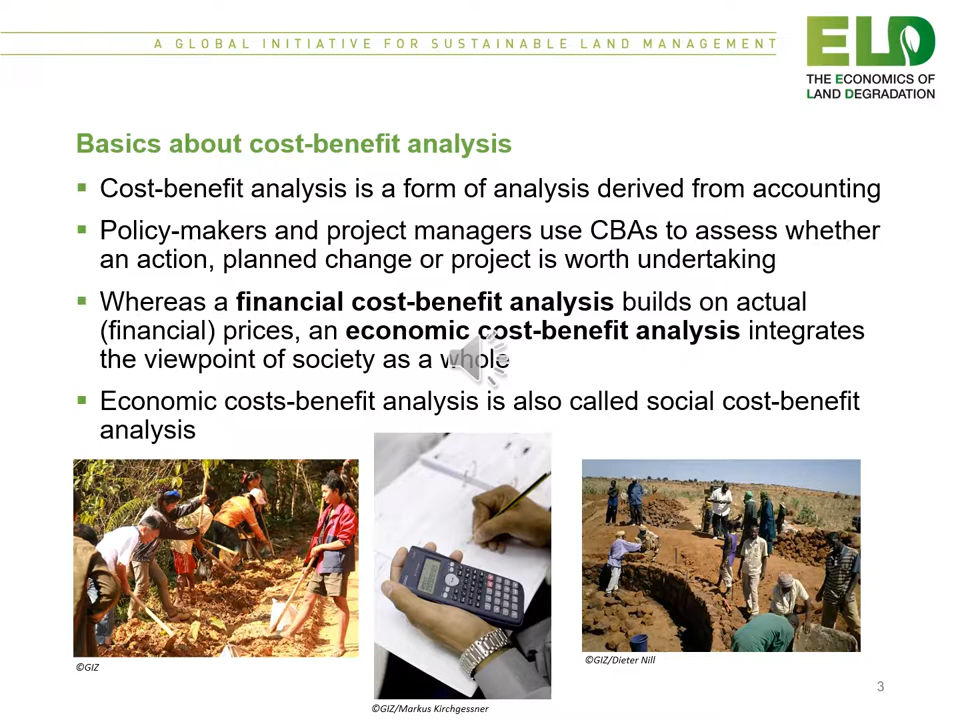 A GLOBAL INITIATIVE FOR SUSTAINABLE LAND MANAGEMENT
ELD
THE ECONOMICS OF
LAND DEGRADATION
Basics about cost-benefit analysis
▪ Cost-benefit analysis is a form of analysis derived from accounting
▪ Policy-makers and project managers use CBAs to assess whether
an action, planned change or project is worth undertaking
▪ Whereas a financial cost-benefit analysis builds on actual
(financial) prices, an economic cost-benefit analysis integrates
the viewpoint of society as a whole
▪ Economic costs-benefit analysis is also called social cost-benefit
analysis
©GIZ
©GIZ/Markus Kirchgessner
©GIZ/Dieter Nill
3